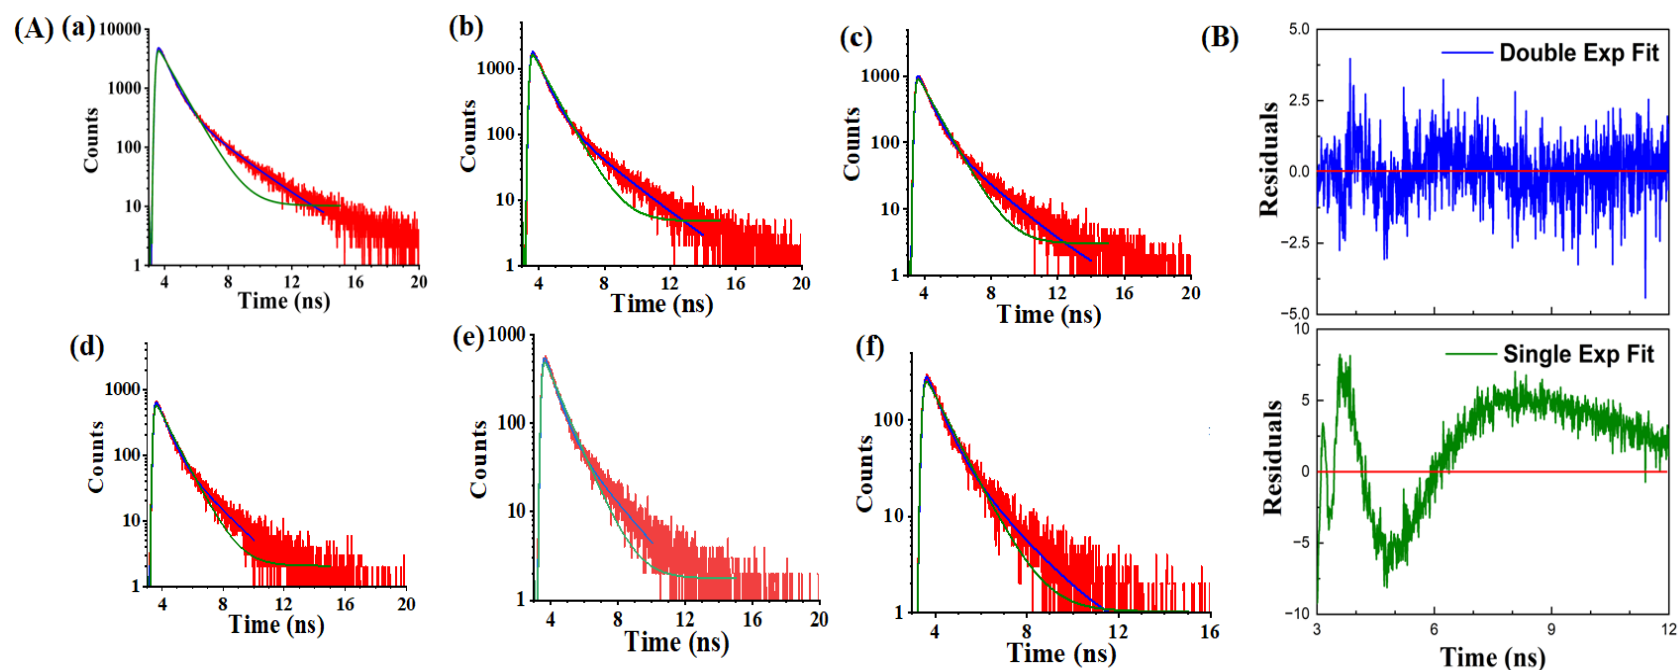 (A) (a)
10000
1000
100
10
1
Counts
4 8 12 16 20
Time (ns)
(b)
1000
100
10
1
Counts
4 8 12 16 20
Time (ns)
(c)
1000
100
10
1
Counts
4 8 12 16 20
Time (ns)
(B)
5.0
2.5
0.0
−2.5
−5.0
Residuals
Double Exp Fit
Time (ns)
(d)
1000
100
10
1
Counts
4 8 12 16 20
Time (ns)
(e)
1000
100
10
1
Counts
4 8 12 16 20
Time (ns)
(f)
100
10
1
Counts
4 8 12 16
Time (ns)
10
5
0
−5
−10
Residuals
Single Exp Fit
3 6 9 12
Time (ns)